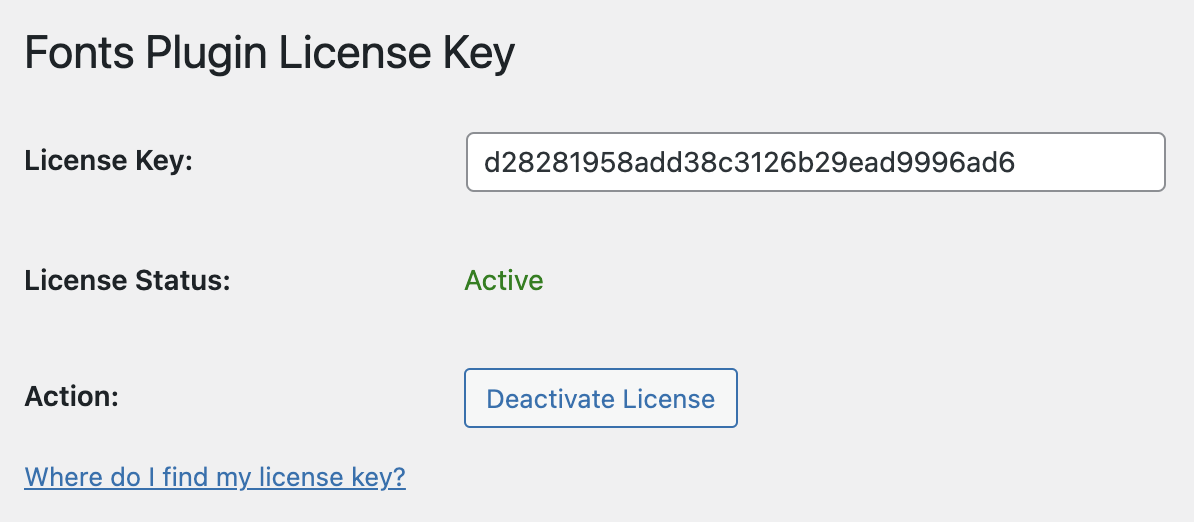 Fonts Plugin License Key
License Key: d28281958add38c3126b29ead9996ad6
License Status: Active
Action: Deactivate License
Where do I find my license key?